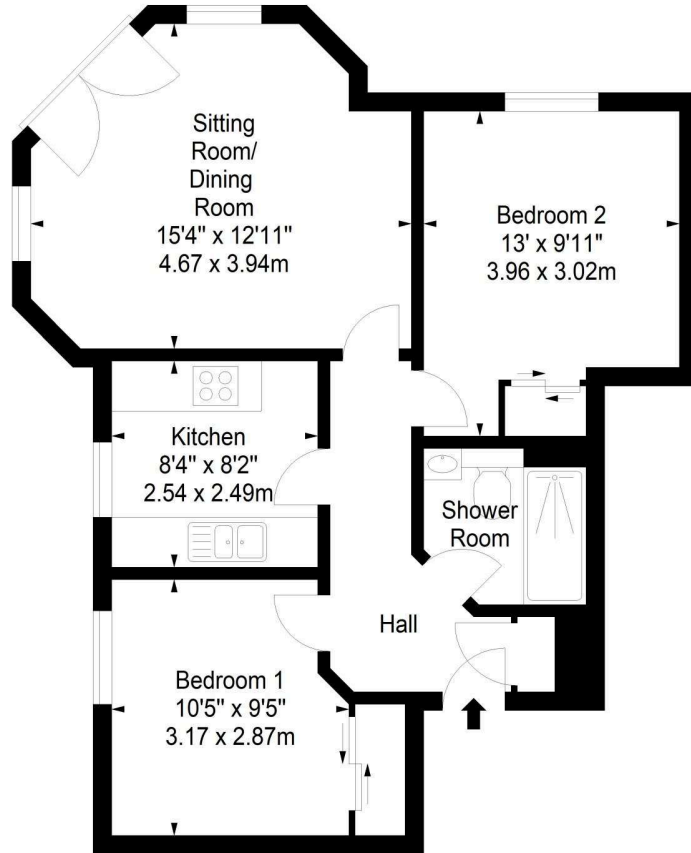 Sitting
Room/
Dining
Room
15'4" x 12'11"
4.67 x 3.94m
Bedroom 2
13' x 9'11"
3.96 x 3.02m
Kitchen
8'4" x 8'2"
2.54 x 2.49m
Shower
Room
Hall
Bedroom 1
10'5" x 9'5"
3.17 x 2.87m